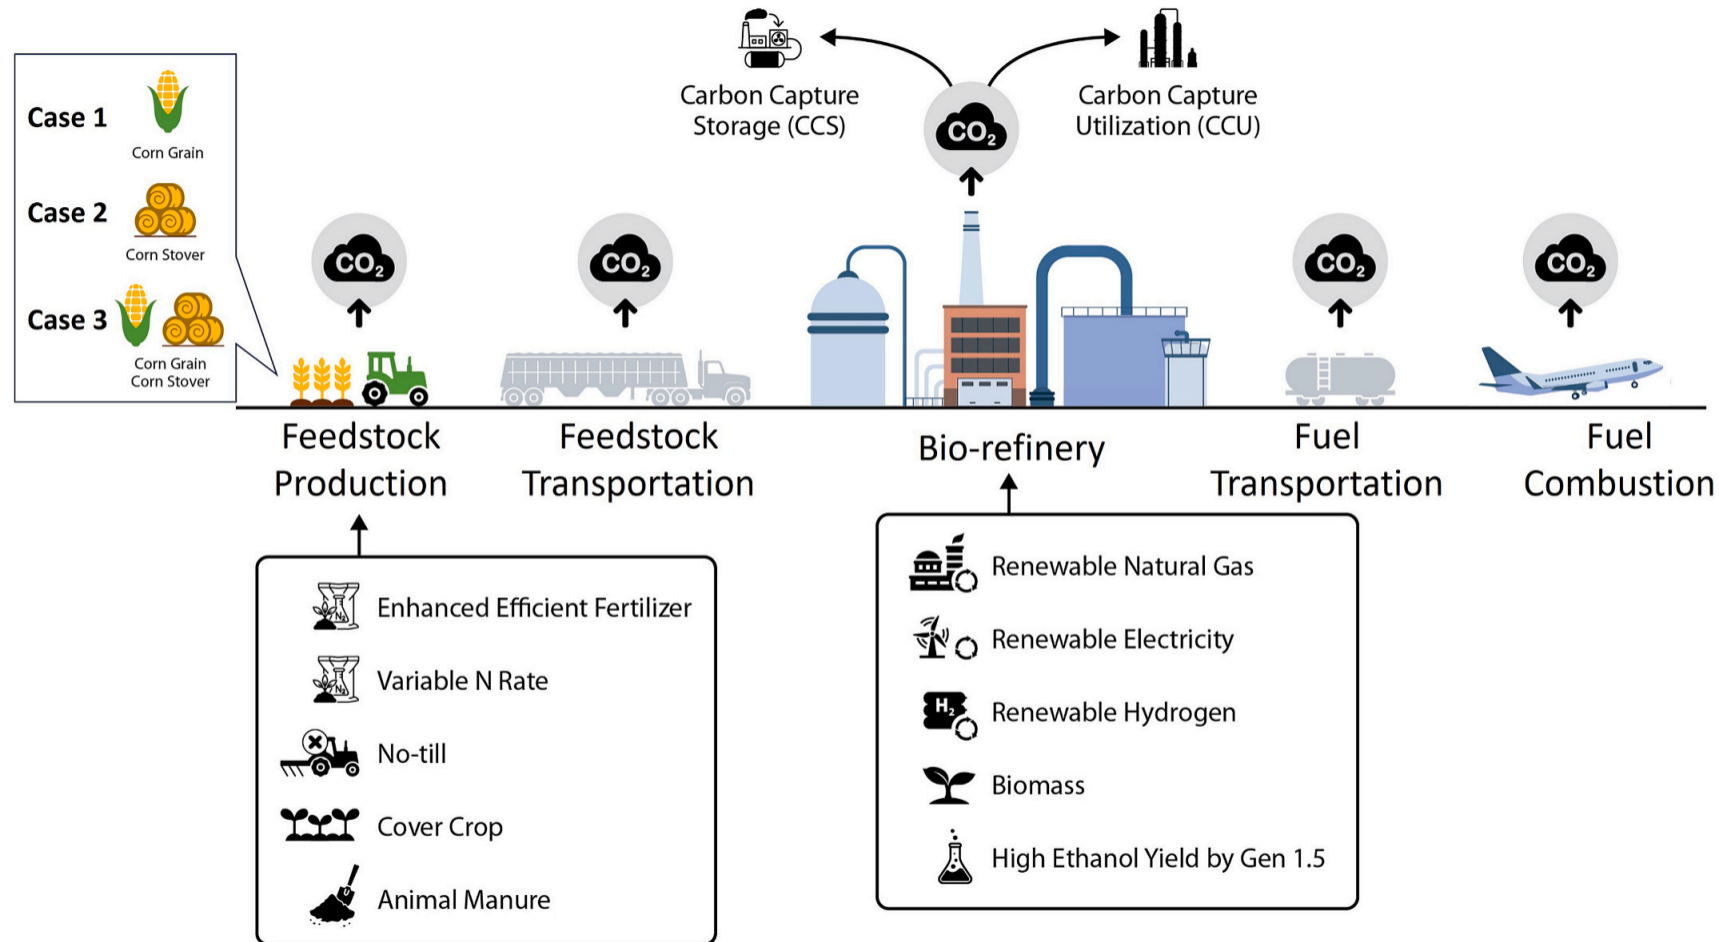 Case 1
Corn Grain
Case 2
Corn Stover
Case 3
Corn Grain
Corn Stover
Carbon Capture
Storage (CCS)
Carbon Capture
Utilization (CCU)
CO2
CO2
CO2
CO2
CO2
Feedstock
Production
Feedstock
Transportation
Bio-refinery
Fuel
Transportation
Fuel
Combustion
N2
Enhanced Efficient Fertilizer
N2
Variable N Rate
No-till
Cover Crop
Animal Manure
Renewable Natural Gas
Renewable Electricity
H2
Renewable Hydrogen
Biomass
High Ethanol Yield by Gen 1.5